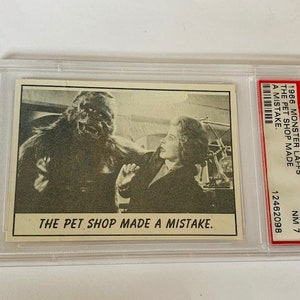 THE PET SHOP MADE A MISTAKE.
1966 MONSTER LAFFS
THE PET SHOP MADE
A MISTAKE.
NM 7
12462098